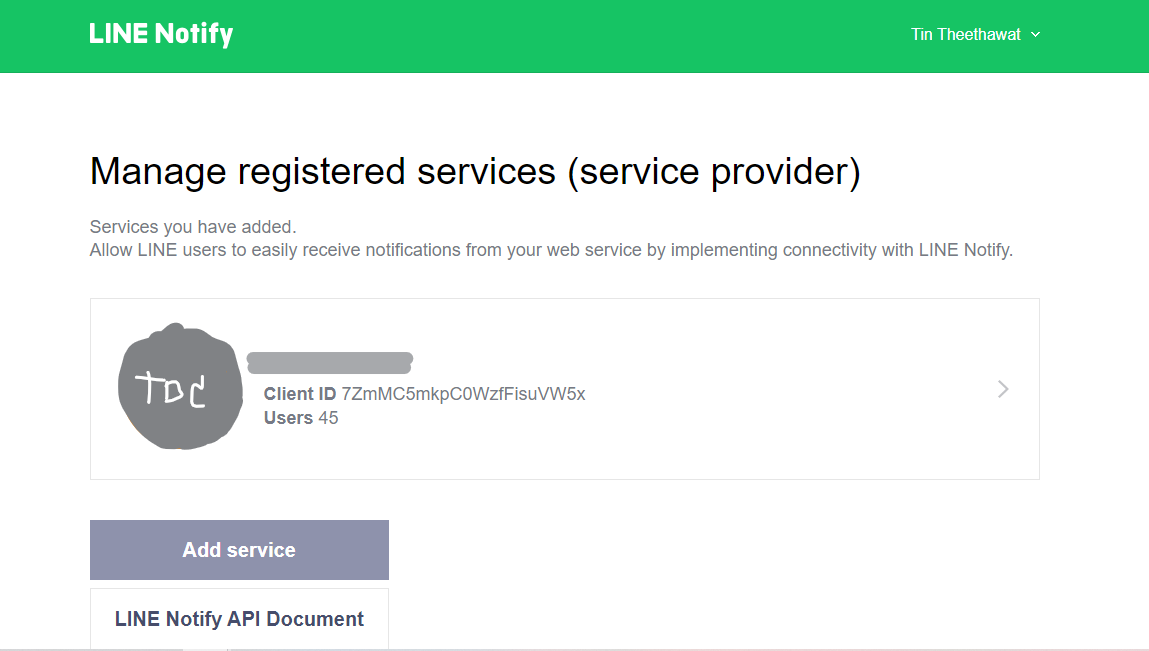 LINE Notify
Tin Theethawat
Manage registered services (service provider)
Services you have added.
Allow LINE users to easily receive notifications from your web service by implementing connectivity with LINE Notify.
TDC
Client ID 7ZmMC5mkpC0WzfFisuVW5x
Users 45
Add service
LINE Notify API Document